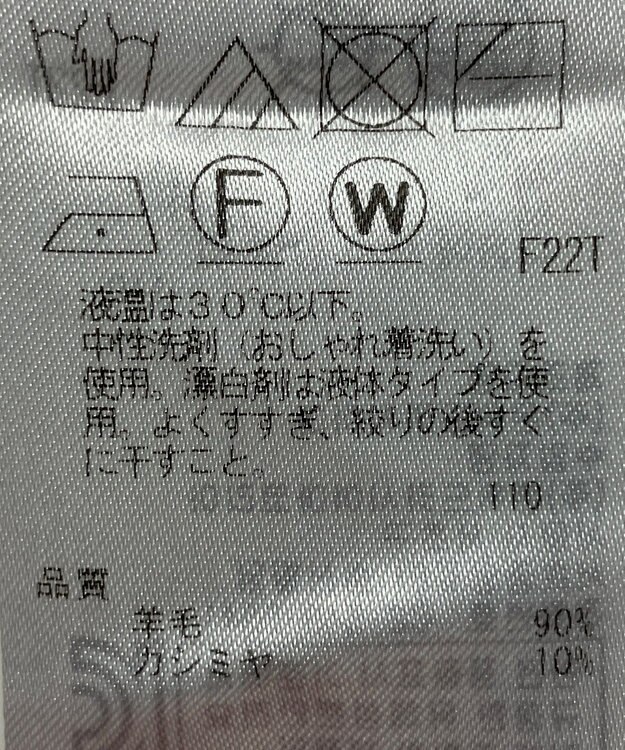 F W
F22T
液温は30℃以下。
中性洗剤（おしゃれ着洗い）を
使用。漂白剤は液体タイプを使
用。よくすすぎ、絞りの後すぐ
に干すこと。
110
品質
羊毛 90%
カシミヤ 10%